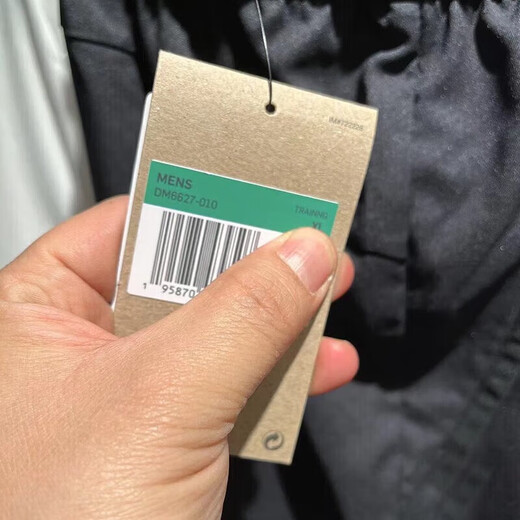 MENS
DM6627-010
TRAINING
XL
1 95870